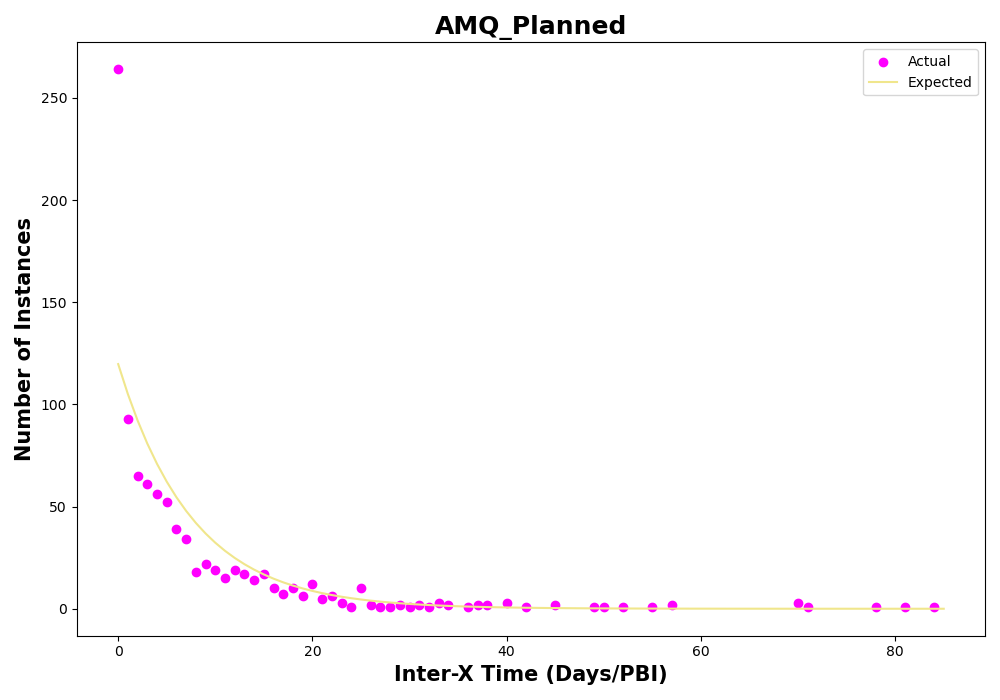 AMQ_Planned
Actual
Expected
Number of Instances
250
200
150
100
50
0
0 20 40 60 80
Inter-X Time (Days/PBI)